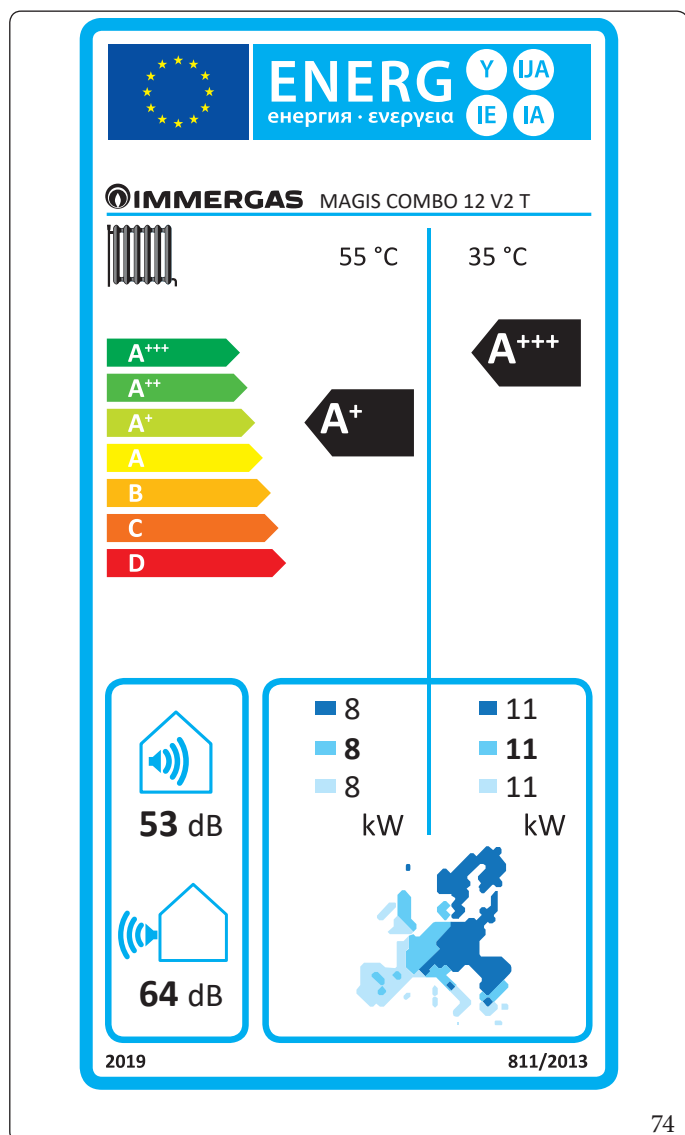 ENERG Y IJA
енергия · ενεργεια IE IA
IMMERGAS MAGIS COMBO 12 V2 T
55 °C 35 °C
A+++
A+++
A++
A+
A+
A
B
C
D
8 11
8 11
8 11
kW kW
53 dB
64 dB
2019 811/2013
74